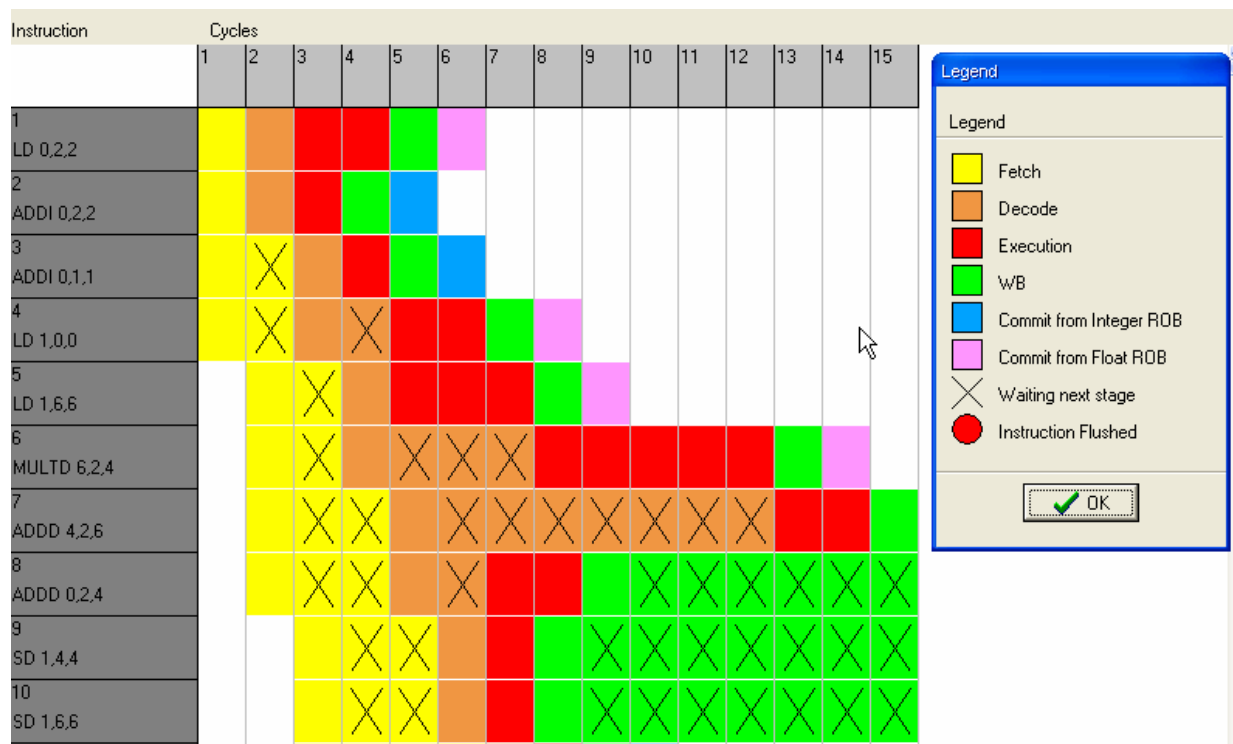 Instruction Cycles
1 2 3 4 5 6 7 8 9 10 11 12 13 14 15
1
LD 0,2,2
2
ADDI 0,2,2
3
ADDI 0,1,1
4
LD 1,0,0
5
LD 1,6,6
6
MULTD 6,2,4
7
ADDD 4,2,6
8
ADDD 0,2,4
9
SD 1,4,4
10
SD 1,6,6
Legend
Legend
Fetch
Decode
Execution
WB
Commit from Integer ROB
Commit from Float ROB
Waiting next stage
Instruction Flushed
OK